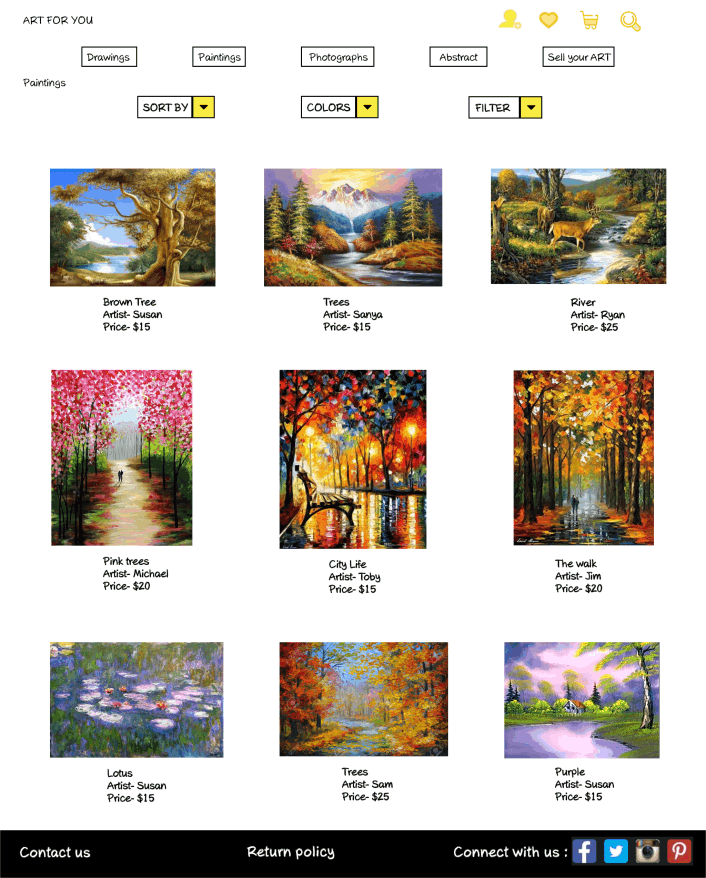 ART FOR YOU
Drawings
Paintings
Photographs
Abstract
Sell your ART
Paintings
SORT BY
COLORS
FILTER
Brown Tree
Artist- Susan
Price- $15
Trees
Artist- Sanya
Price- $15
River
Artist- Ryan
Price- $25
Pink trees
Artist- Michael
Price- $20
City Life
Artist- Toby
Price- $15
The walk
Artist- Jim
Price- $20
Lotus
Artist- Susan
Price- $15
Trees
Artist- Sam
Price- $25
Purple
Artist- Susan
Price- $15
Contact us
Return policy
Connect with us :